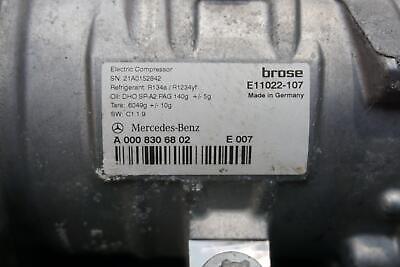 Electric Compressor
brose
SN: 21A0152842
E11022-107
Refrigerant: R134a / R1234yf
Made in Germany
Oil: DHO SP-A2 PAG 140g +/- 5g
Tara: 6049g +/- 10g
SW: C1.1.9
Mercedes-Benz
A 000 830 68 02 E 007